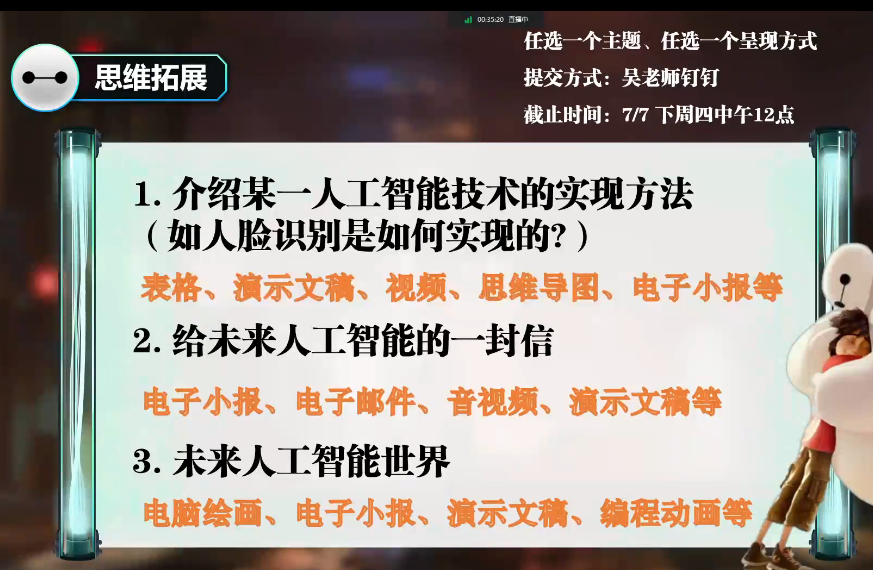 00:35:20 直播中
任选一个主题、任选一个呈现方式
提交方式：吴老师钉钉
截止时间：7/7 下周四中午12点
思维拓展
1. 介绍某一人工智能技术的实现方法
（如人脸识别是如何实现的?）
表格、演示文稿、视频、思维导图、电子小报等
2. 给未来人工智能的一封信
电子小报、电子邮件、音视频、演示文稿等
3. 未来人工智能世界
电脑绘画、电子小报、演示文稿、编程动画等